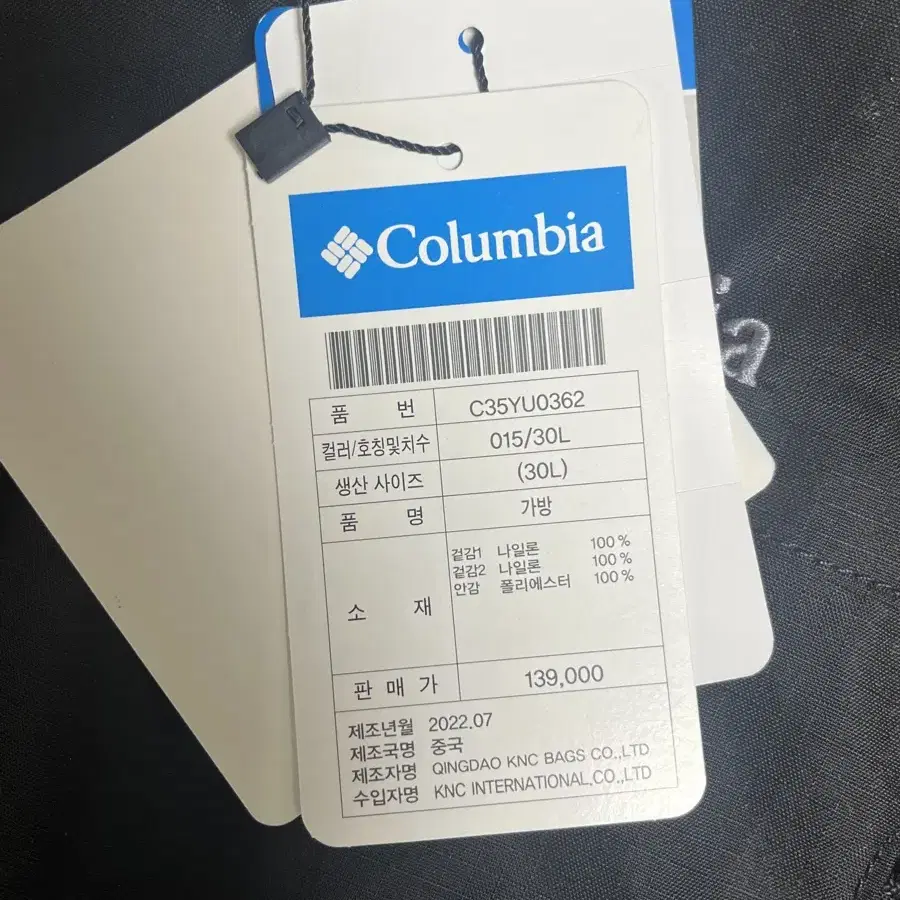 Columbia
품 번 C35YU0362
컬러/호칭및치수 015/30L
생산 사이즈 (30L)
품 명 가방
소 재
겉감1 나일론 100%
겉감2 나일론 100%
안감 폴리에스터 100%
판 매 가 139,000
제조년월 2022.07
제조국명 중국
제조자명 QINGDAO KNC BAGS CO.,LTD
수입자명 KNC INTERNATIONAL.CO.,LTD
ia